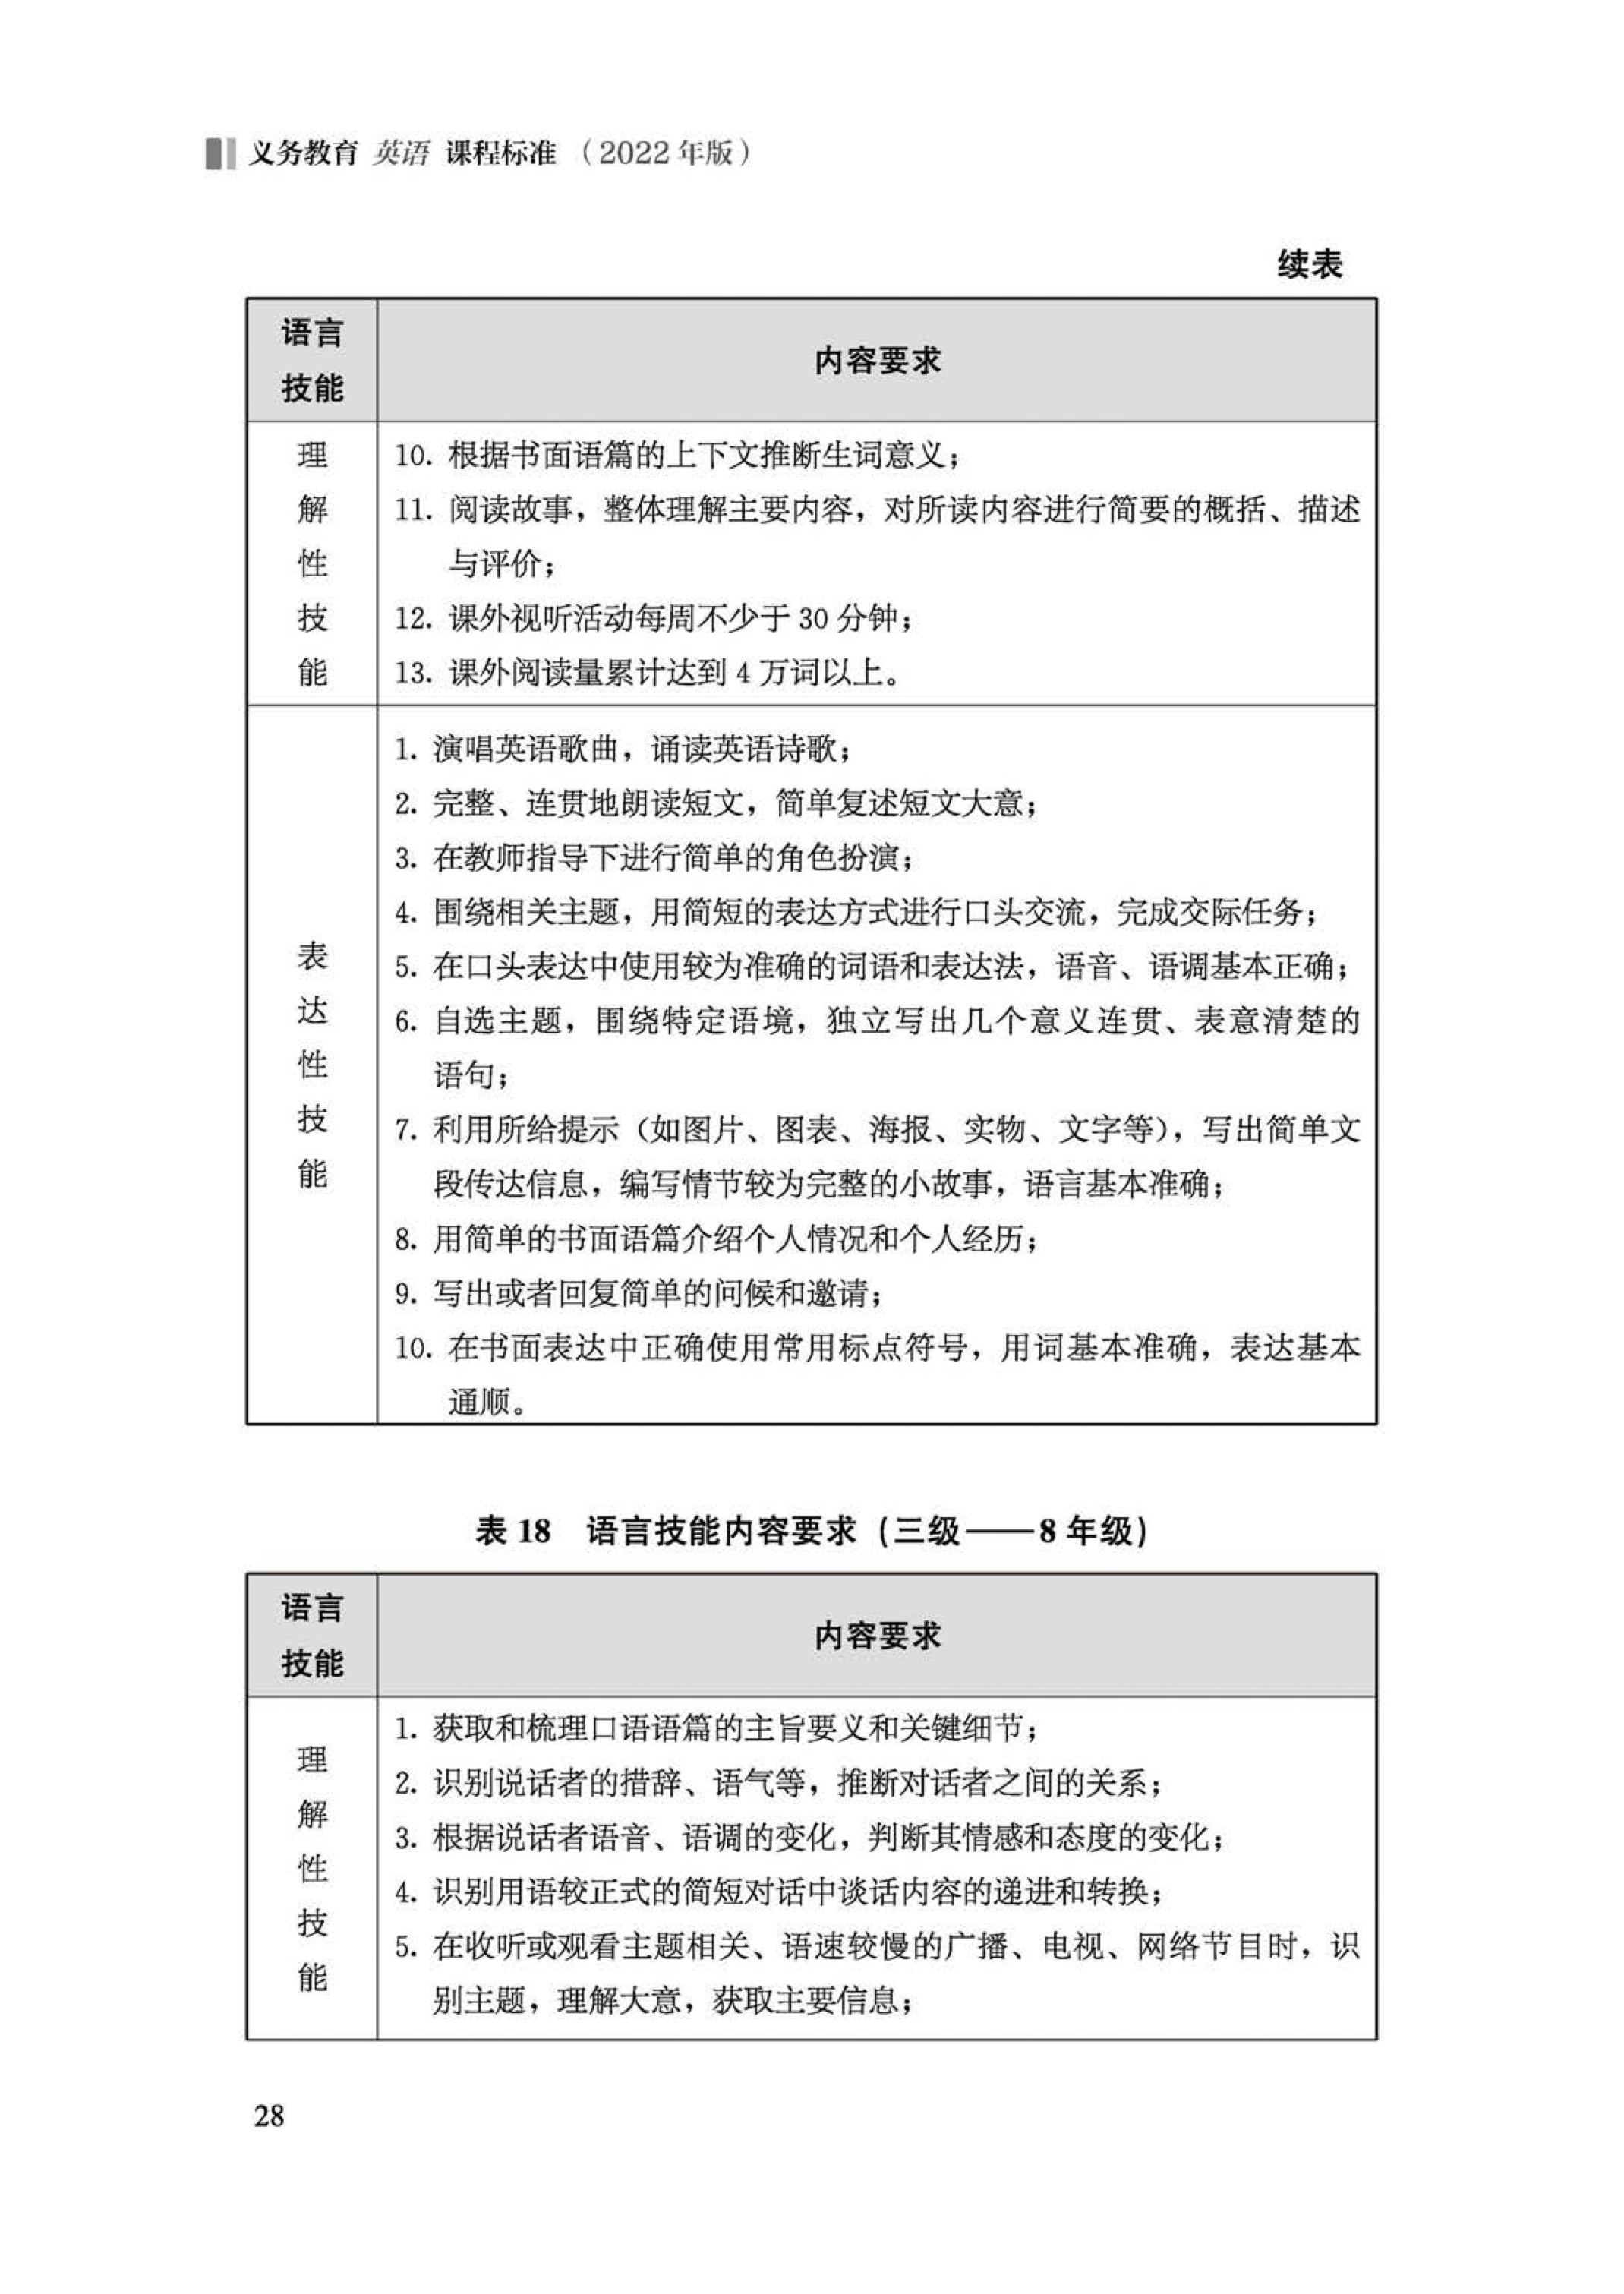 义务教育 英语 课程标准（2022年版）
续表
语言
技能
内容要求
理
解
性
技
能
10. 根据书面语篇的上下文推断生词意义；
11. 阅读故事，整体理解主要内容，对所读内容进行简要的概括、描述
与评价；
12. 课外视听活动每周不少于 30 分钟；
13. 课外阅读量累计达到 4 万词以上。
表
达
性
技
能
1. 演唱英语歌曲，诵读英语诗歌；
2. 完整、连贯地朗读短文，简单复述短文大意；
3. 在教师指导下进行简单的角色扮演；
4. 围绕相关主题，用简短的表达方式进行口头交流，完成交际任务；
5. 在口头表达中使用较为准确的词语和表达法，语音、语调基本正确；
6. 自选主题，围绕特定语境，独立写出几个意义连贯、表意清楚的
语句；
7. 利用所给提示（如图片、图表、海报、实物、文字等），写出简单文
段传达信息，编写情节较为完整的小故事，语言基本准确；
8. 用简单的书面语篇介绍个人情况和个人经历；
9. 写出或者回复简单的问候和邀请；
10. 在书面表达中正确使用常用标点符号，用词基本准确，表达基本
通顺。
表 18　语言技能内容要求（三级——8 年级）
语言
技能
内容要求
理
解
性
技
能
1. 获取和梳理口语语篇的主旨要义和关键细节；
2. 识别说话者的措辞、语气等，推断对话者之间的关系；
3. 根据说话者语音、语调的变化，判断其情感和态度的变化；
4. 识别用语较正式的简短对话中谈话内容的递进和转换；
5. 在收听或观看主题相关、语速较慢的广播、电视、网络节目时，识
别主题，理解大意，获取主要信息；
28